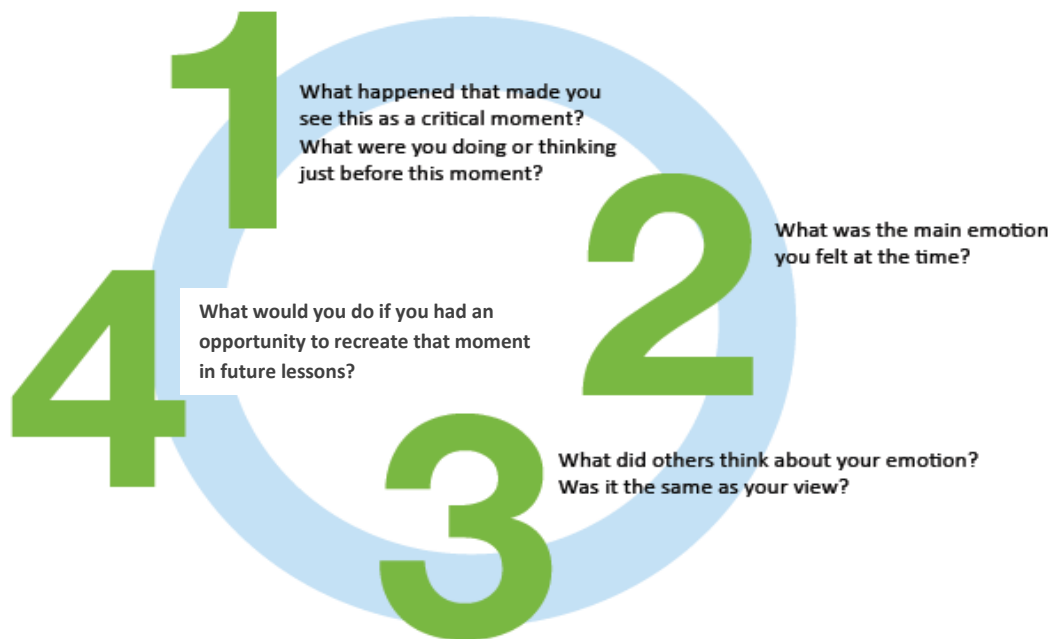 1
What happened that made you
see this as a critical moment?
What were you doing or thinking
just before this moment?
2
What was the main emotion
you felt at the time?
3
What did others think about your emotion?
Was it the same as your view?
4
What would you do if you had an
opportunity to recreate that moment
in future lessons?